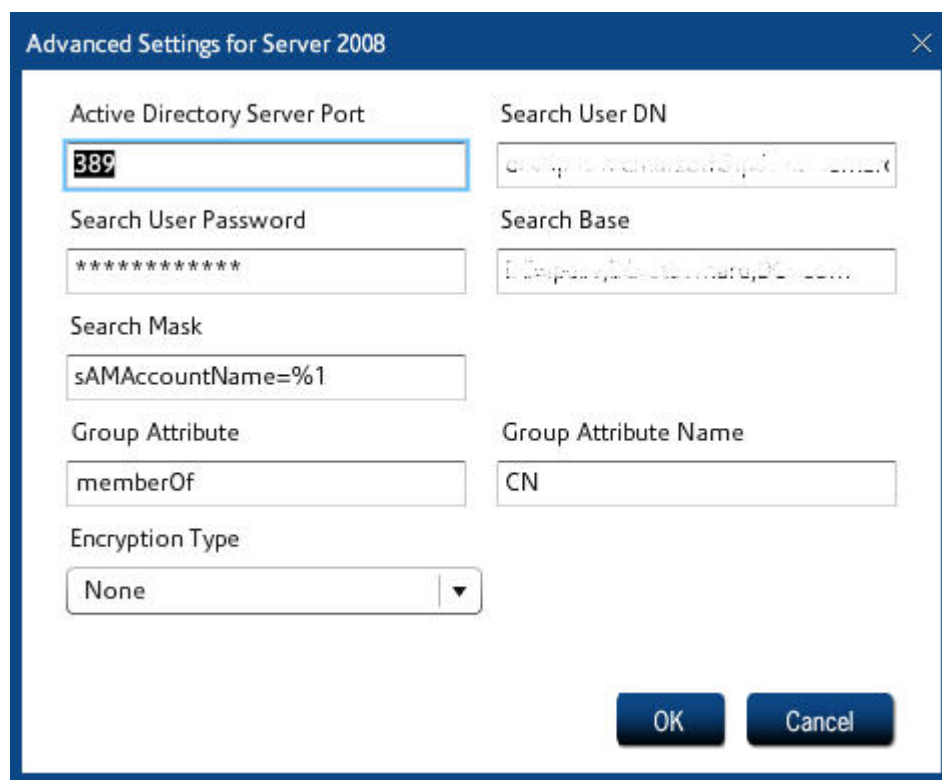 Advanced Settings for Server 2008
Active Directory Server Port
Search User DN
389
Search User Password
Search Base
************
Search Mask
sAMAccountName=%1
Group Attribute
Group Attribute Name
memberOf
CN
Encryption Type
None
OK
Cancel